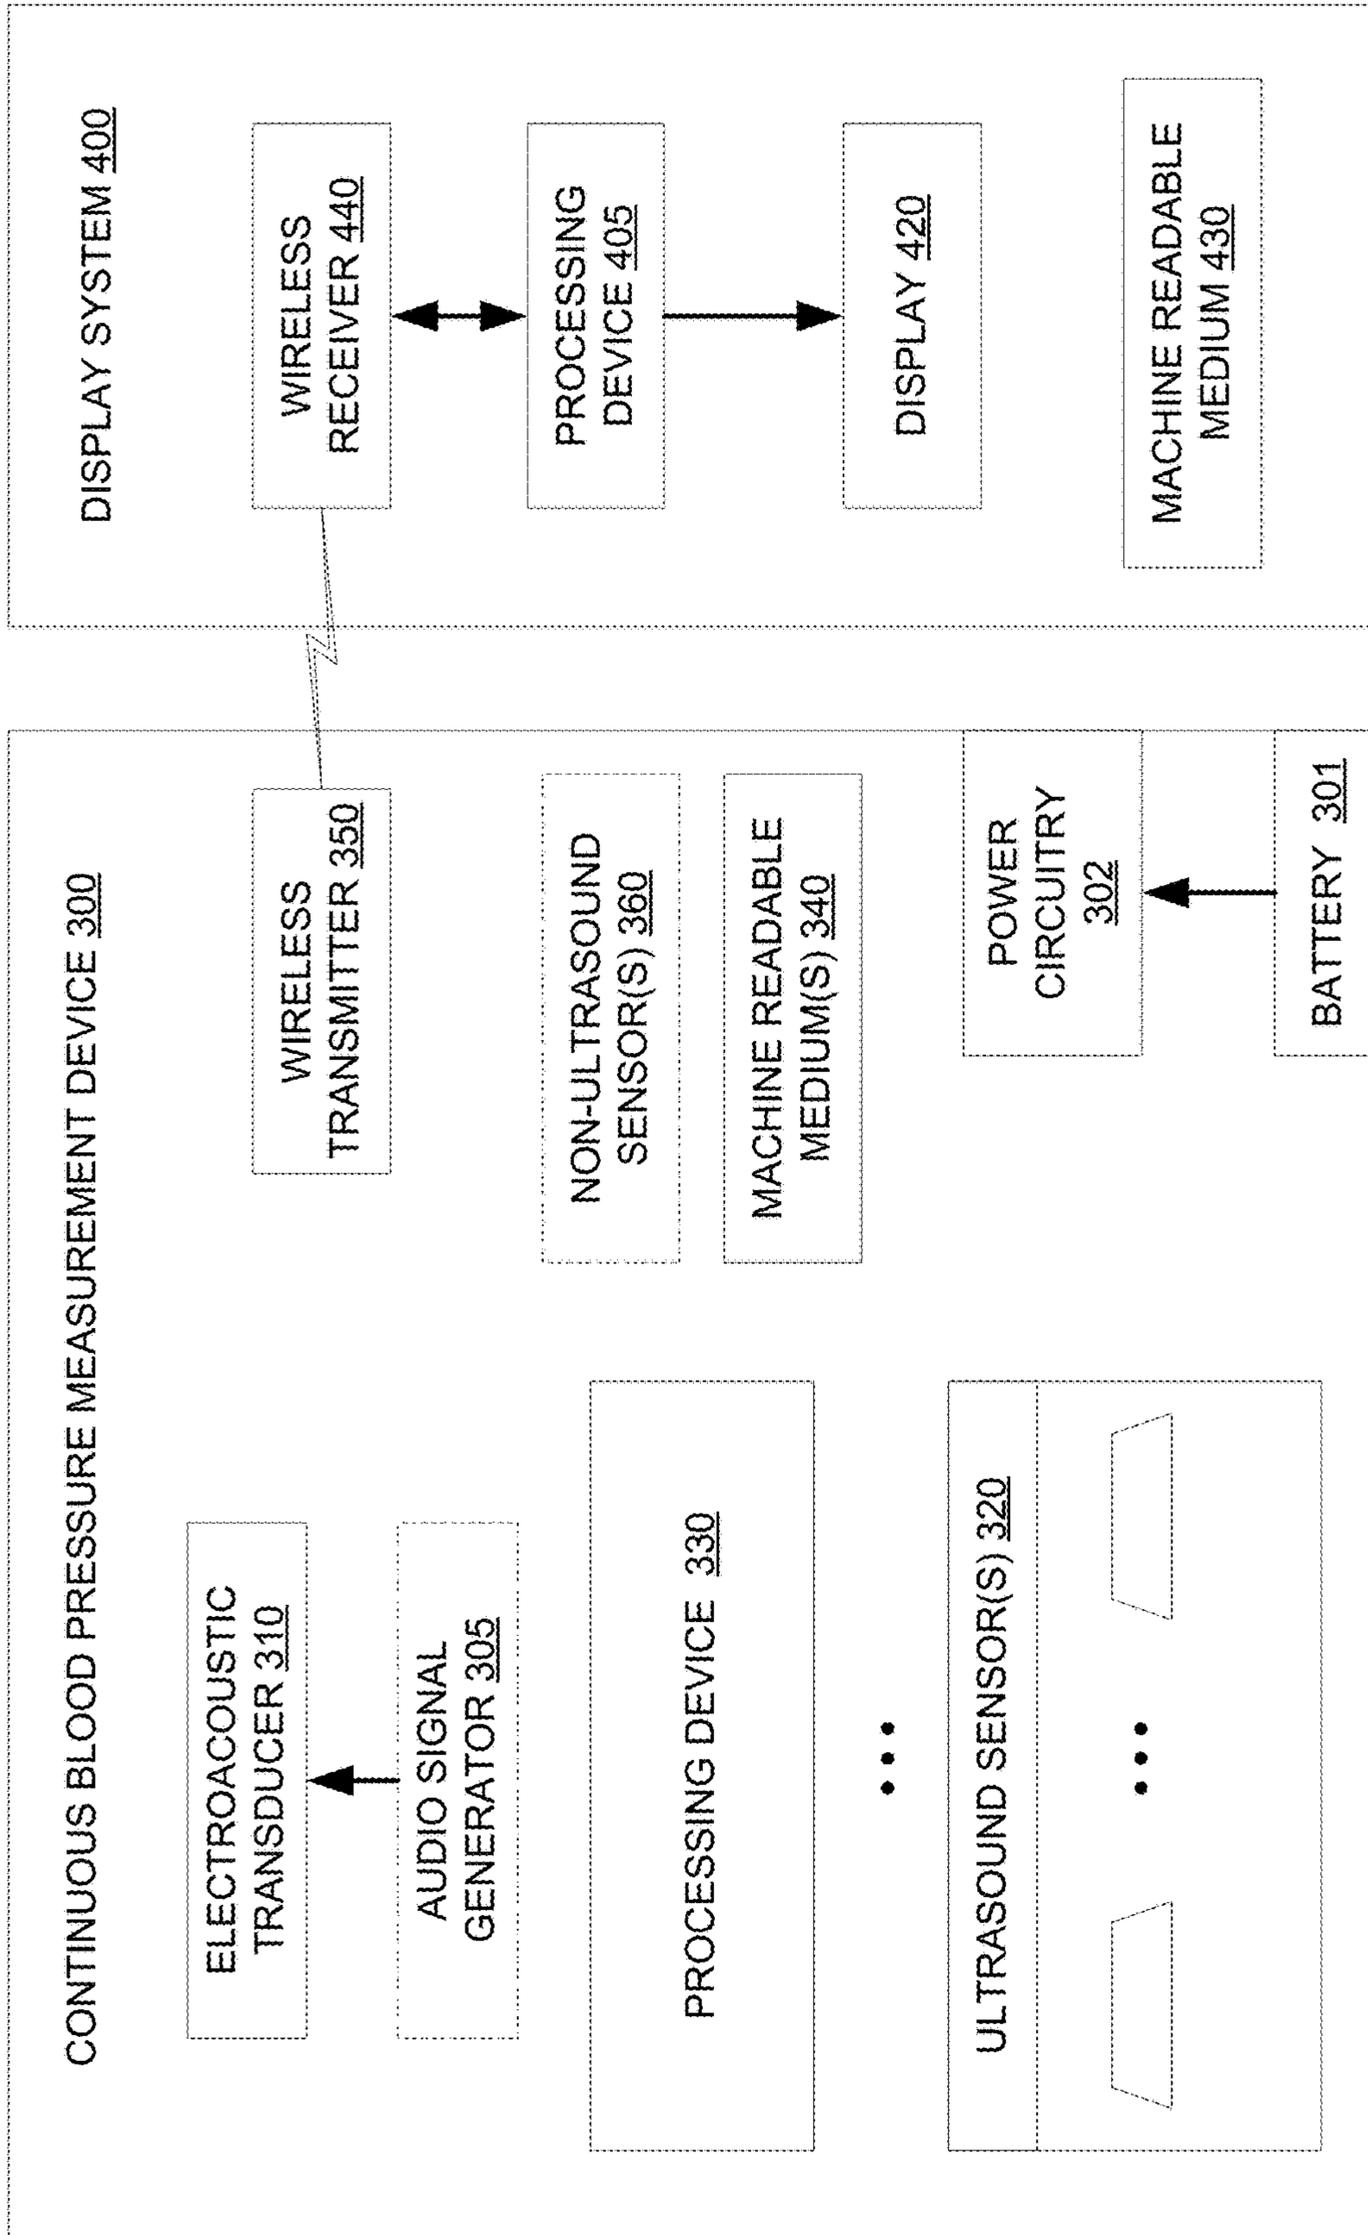 CONTINUOUS BLOOD PRESSURE MEASUREMENT DEVICE 300
ELECTROACOUSTIC
TRANSDUCER 310
AUDIO SIGNAL
GENERATOR 305
PROCESSING DEVICE 330
ULTRASOUND SENSOR(S) 320
WIRELESS
TRANSMITTER 350
NON-ULTRASOUND
SENSOR(S) 360
MACHINE READABLE
MEDIUM(S) 340
POWER
CIRCUITRY
302
BATTERY 301
DISPLAY SYSTEM 400
WIRELESS
RECEIVER 440
PROCESSING
DEVICE 405
DISPLAY 420
MACHINE READABLE
MEDIUM 430